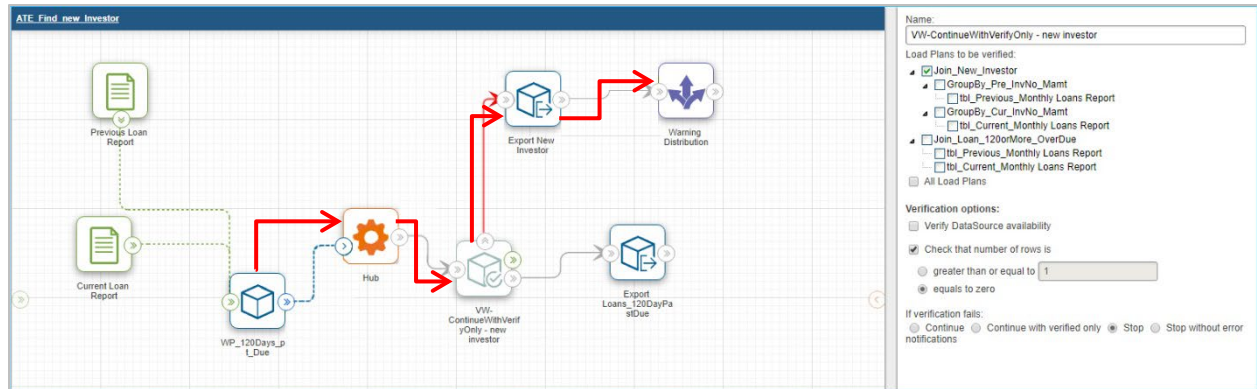 ATE_Find_new_Investor
Previous Loan
Report
Current Loan
Report
WP_120Days_p
t_Due
Hub
VW-
ContinueWithVerif
yOnly - new
investor
Export New
Investor
Warning
Distribution
Export
Loans_120DayPa
stDue
Name:
VW-ContinueWithVerifyOnly - new investor
Load Plans to be verified:
Join_New_Investor
GroupBy_Pre_InvNo_Mamt
tbl_Previous_Monthly Loans Report
GroupBy_Cur_InvNo_Mamt
tbl_Current_Monthly Loans Report
Join_Loan_120orMore_OverDue
tbl_Previous_Monthly Loans Report
tbl_Current_Monthly Loans Report
All Load Plans
Verification options:
Verify DataSource availability
Check that number of rows is
greater than or equal to 1
equals to zero
If verification fails:
Continue Continue with verified only Stop Stop without error
notifications